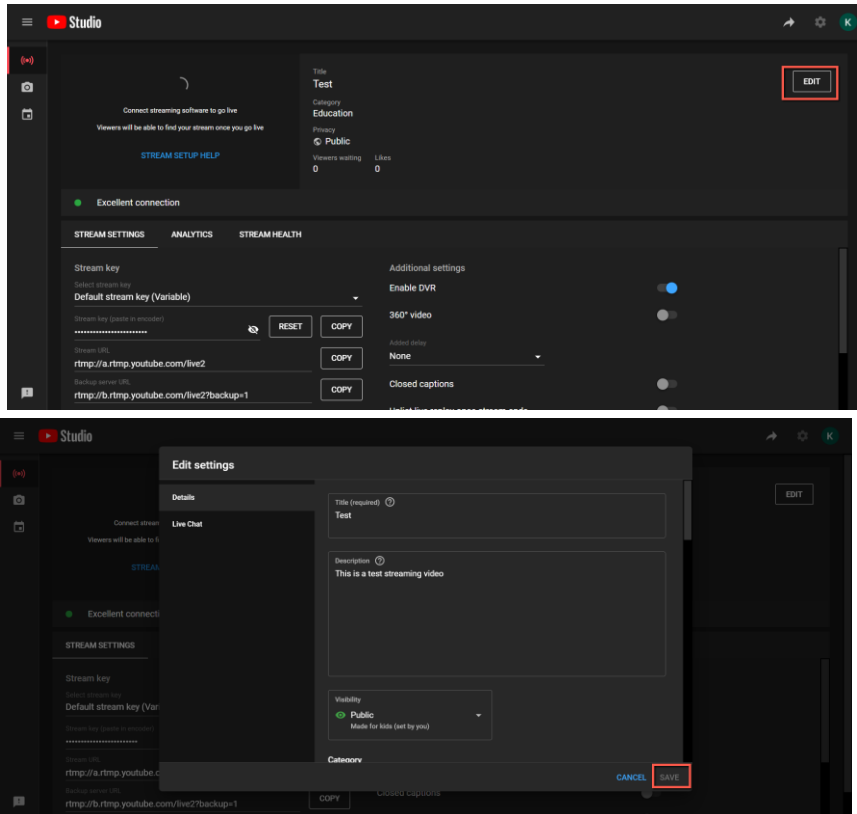 Studio
K
Title
Test
EDIT
Category
Education
Connect streaming software to go live
Privacy
Public
Viewers will be able to find your stream once you go live
STREAM SETUP HELP
Viewers waiting Likes
0 0
Excellent connection
STREAM SETTINGS ANALYTICS STREAM HEALTH
Stream key
Select stream key
Default stream key (Variable)
Stream key (paste in encoder)
••••••••••••••••••••••••
RESET COPY
Stream URL
rtmp://a.rtmp.youtube.com/live2
COPY
Backup server URL
rtmp://b.rtmp.youtube.com/live2?backup=1
COPY
Additional settings
Enable DVR
360° video
Added delay
None
Closed captions
Unlist live replay once stream ends
Studio
K
EDIT
Connect strean
Viewers will be able to fi
STREA
Excellent connecti
STREAM SETTINGS
Stream key
Select stream key
Default stream key (Var
Stream key (paste in encoder)
••••••••••••••••••••••••
Stream URL
rtmp://a.rtmp.youtube.c
Backup server URL
rtmp://b.rtmp.youtube.com/live2?backup=1
COPY
Closed captions
Edit settings
Details
Live Chat
Title (required)
Test
Description
This is a test streaming video
Visibility
Public
Made for kids (set by you)
Category
CANCEL SAVE